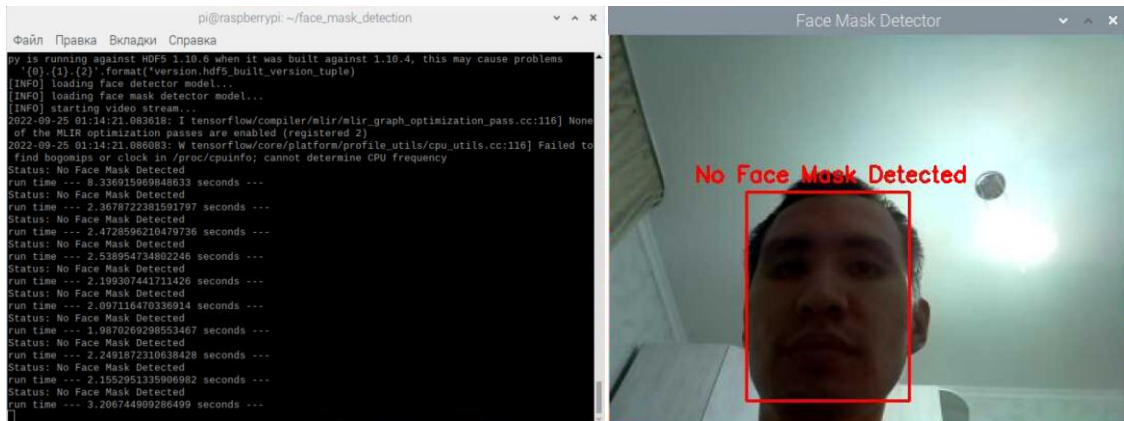 pi@raspberrypi: ~/face_mask_detection
Файл Правка Вкладки Справка
py is running against HDF5 1.10.6 when it was built against 1.10.4, this may cause problems
'{0}.{1}.{2}'.format(*version.hdf5_built_version_tuple)
[INFO] loading face detector model...
[INFO] loading face mask detector model...
[INFO] starting video stream...
2022-09-25 01:14:21.083618: I tensorflow/compiler/mlir/mlir_graph_optimization_pass.cc:116] None
of the MLIR optimization passes are enabled (registered 2)
2022-09-25 01:14:21.086083: W tensorflow/core/platform/profile_utils/cpu_utils.cc:116] Failed to
find bogomips or clock in /proc/cpuinfo; cannot determine CPU frequency
Status: No Face Mask Detected
run time --- 8.336915969848633 seconds ---
Status: No Face Mask Detected
run time --- 2.3678722381591797 seconds ---
Status: No Face Mask Detected
run time --- 2.4728596210479736 seconds ---
Status: No Face Mask Detected
run time --- 2.538954734802246 seconds ---
Status: No Face Mask Detected
run time --- 2.199307441711426 seconds ---
Status: No Face Mask Detected
run time --- 2.097116470336914 seconds ---
Status: No Face Mask Detected
run time --- 1.9870269298553467 seconds ---
Status: No Face Mask Detected
run time --- 2.2491872310638428 seconds ---
Status: No Face Mask Detected
run time --- 2.1552951335906982 seconds ---
Status: No Face Mask Detected
run time --- 3.206744909286499 seconds ---
Face Mask Detector
No Face Mask Detected